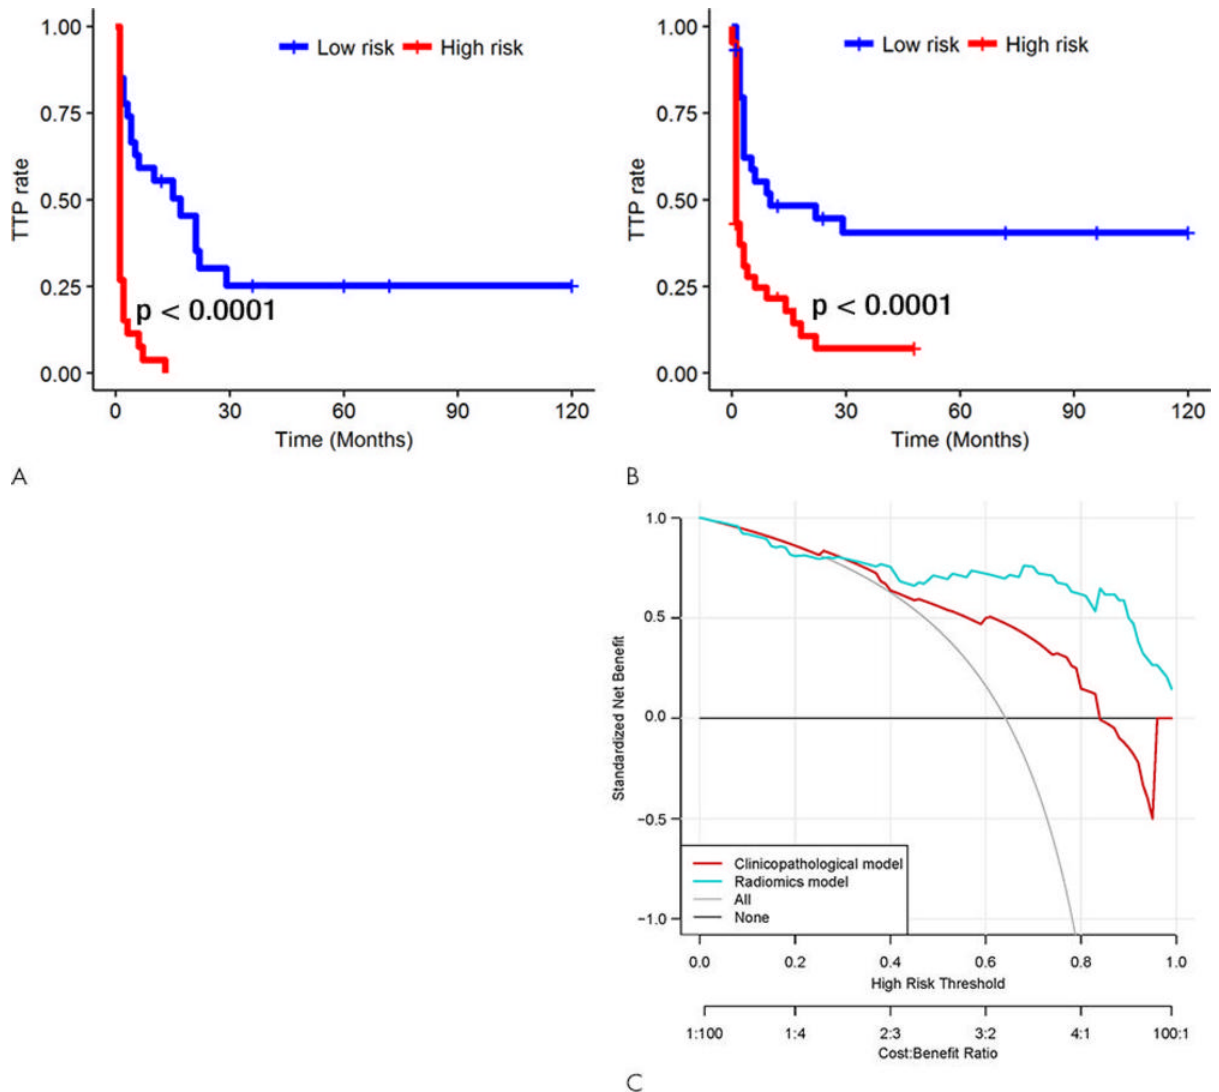 1.00
0.75
0.50
0.25
0.00
TTP rate
Low risk High risk
p < 0.0001
0 30 60 90 120
Time (Months)
A
1.00
0.75
0.50
0.25
0.00
TTP rate
Low risk High risk
p < 0.0001
0 30 60 90 120
Time (Months)
B
1.0
0.5
0.0
−0.5
−1.0
Standardized Net Benefit
Clinicopathological model
Radiomics model
All
None
0.0 0.2 0.4 0.6 0.8 1.0
High Risk Threshold
1:100 1:4 2:3 3:2 4:1 100:1
Cost:Benefit Ratio
C